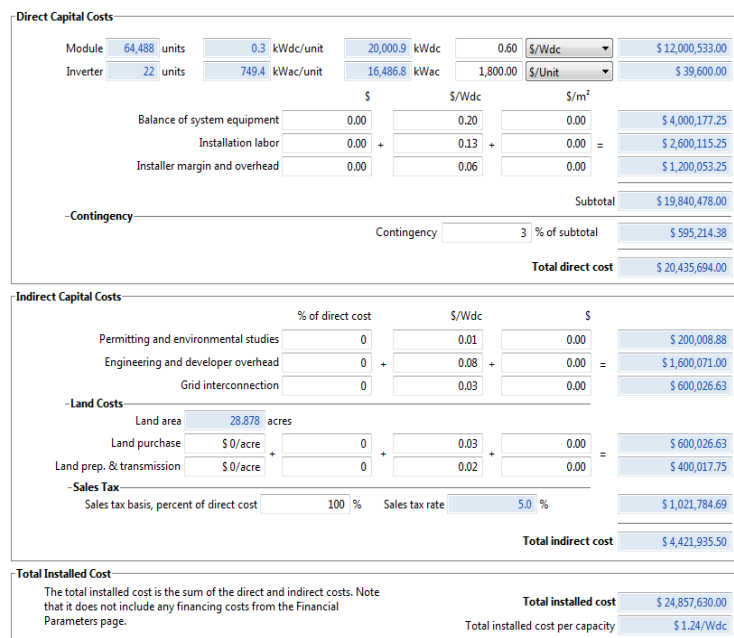 Direct Capital Costs
Module 64,488 units 0.3 kWdc/unit 20,000.9 kWdc 0.60 $/Wdc $ 12,000,533.00
Inverter 22 units 749.4 kWac/unit 16,486.8 kWac 1,800.00 $/Unit $ 39,600.00
$ $/Wdc $/m²
Balance of system equipment 0.00 0.20 0.00 $ 4,000,177.25
Installation labor 0.00 + 0.13 + 0.00 = $ 2,600,115.25
Installer margin and overhead 0.00 0.06 0.00 $ 1,200,053.25
Subtotal $ 19,840,478.00
Contingency
Contingency 3 % of subtotal $ 595,214.38
Total direct cost $ 20,435,694.00
Indirect Capital Costs
% of direct cost $/Wdc $
Permitting and environmental studies 0 0.01 0.00 $ 200,008.88
Engineering and developer overhead 0 + 0.08 + 0.00 = $ 1,600,071.00
Grid interconnection 0 0.03 0.00 $ 600,026.63
Land Costs
Land area 28.878 acres
Land purchase $ 0/acre + 0 + 0.03 + 0.00 = $ 600,026.63
Land prep. & transmission $ 0/acre 0 0.02 0.00 $ 400,017.75
Sales Tax
Sales tax basis, percent of direct cost 100 % Sales tax rate 5.0 % $ 1,021,784.69
Total indirect cost $ 4,421,935.50
Total Installed Cost
The total installed cost is the sum of the direct and indirect costs. Note
that it does not include any financing costs from the Financial
Parameters page.
Total installed cost $ 24,857,630.00
Total installed cost per capacity $ 1.24/Wdc